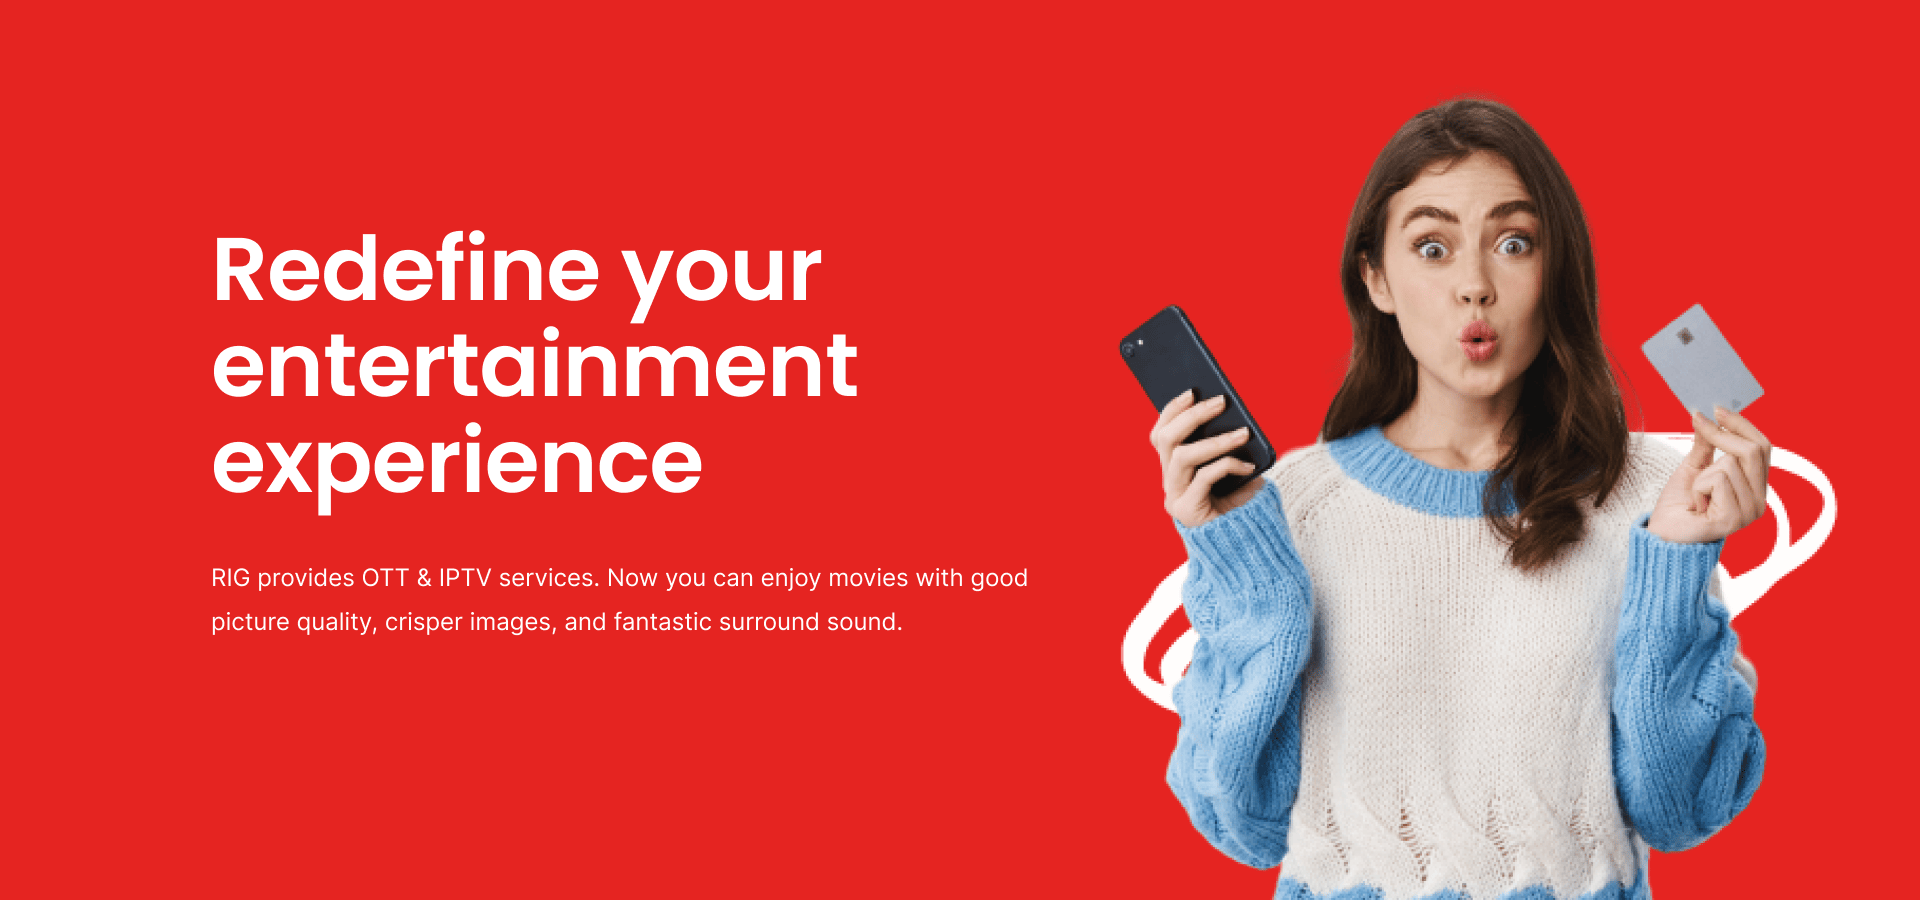 Redefine your
entertainment
experience
RIG provides OTT & IPTV services. Now you can enjoy movies with good
picture quality, crisper images, and fantastic surround sound.